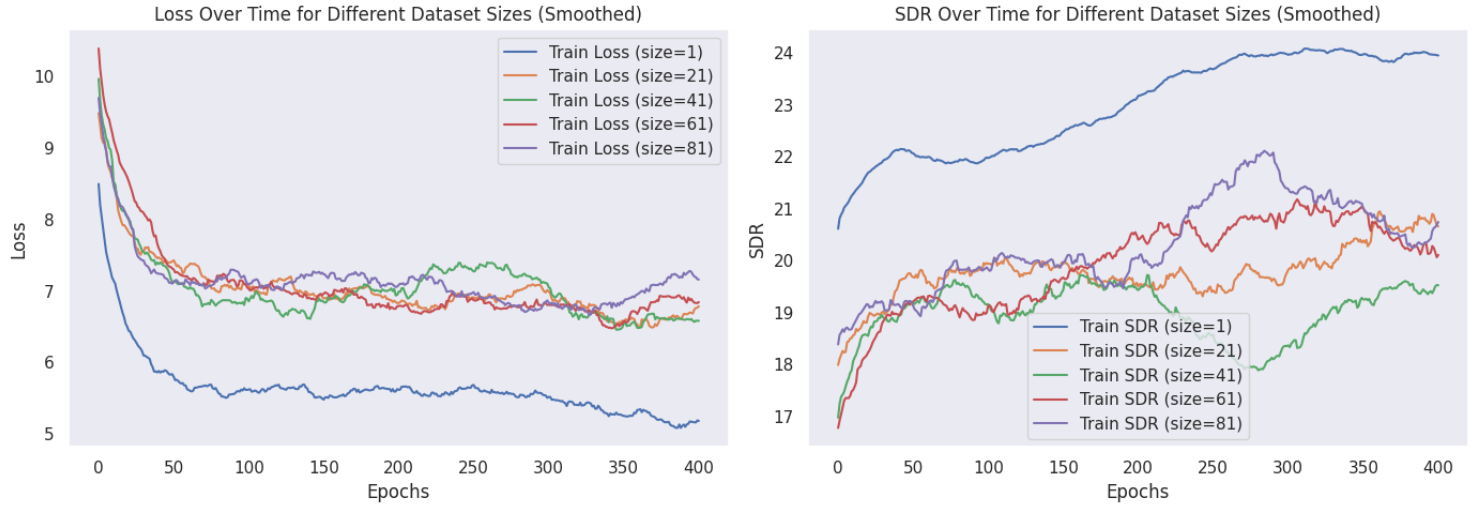 Loss Over Time for Different Dataset Sizes (Smoothed)
Loss
10
9
8
7
6
5
Train Loss (size=1)
Train Loss (size=21)
Train Loss (size=41)
Train Loss (size=61)
Train Loss (size=81)
0 50 100 150 200 250 300 350 400
Epochs
SDR Over Time for Different Dataset Sizes (Smoothed)
SDR
24
23
22
21
20
19
18
17
Train SDR (size=1)
Train SDR (size=21)
Train SDR (size=41)
Train SDR (size=61)
Train SDR (size=81)
0 50 100 150 200 250 300 350 400
Epochs